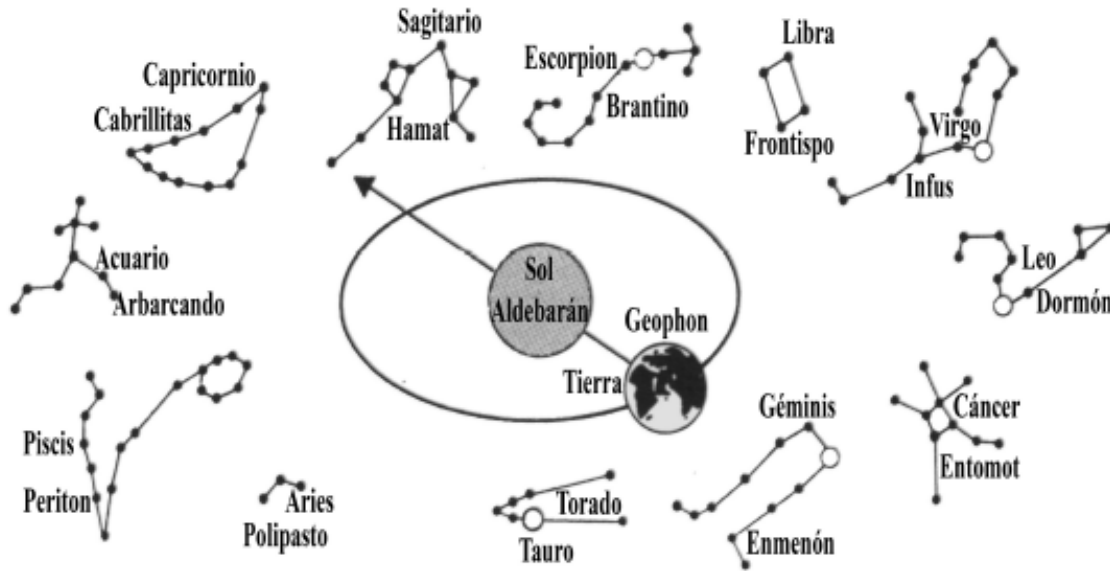 Sagitario
Hamat
Escorpion
Brantino
Libra
Frontispo
Virgo
Infus
Capricornio
Cabrillitas
Leo
Dormón
Acuario
Arbarcando
Sol
Aldebarán
Geophon
Tierra
Cáncer
Entomot
Géminis
Enmenón
Piscis
Periton
Aries
Polipasto
Torado
Tauro